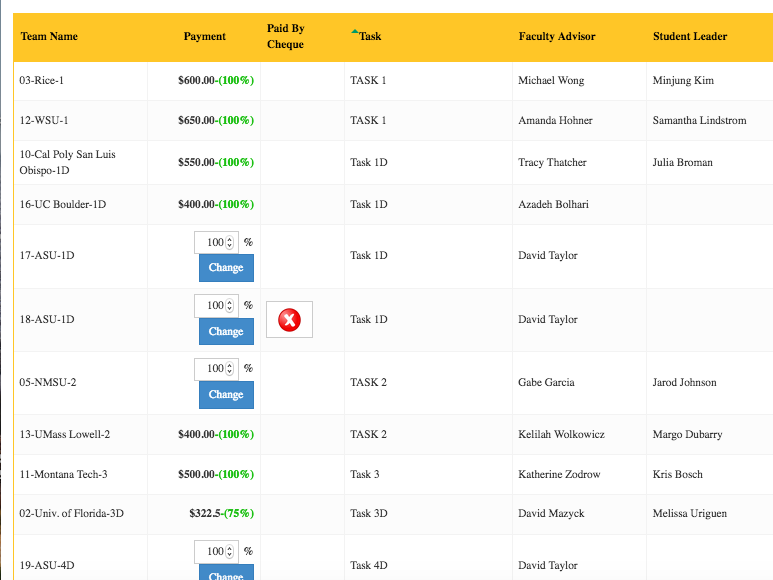 Team Name Payment Paid By Cheque Task Faculty Advisor Student Leader
03-Rice-1 $600.00-(100%) TASK 1 Michael Wong Minjung Kim
12-WSU-1 $650.00-(100%) TASK 1 Amanda Hohner Samantha Lindstrom
10-Cal Poly San Luis Obispo-1D $550.00-(100%) Task 1D Tracy Thatcher Julia Broman
16-UC Boulder-1D $400.00-(100%) Task 1D Azadeh Bolhari
17-ASU-1D 100 % Change Task 1D David Taylor
18-ASU-1D 100 % Change Task 1D David Taylor
05-NMSU-2 100 % Change TASK 2 Gabe Garcia Jarod Johnson
13-UMass Lowell-2 $400.00-(100%) TASK 2 Kelilah Wolkowicz Margo Dubarry
11-Montana Tech-3 $500.00-(100%) Task 3 Katherine Zodrow Kris Bosch
02-Univ. of Florida-3D $322.5-(75%) Task 3D David Mazyck Melissa Uriguen
19-ASU-4D 100 % Change Task 4D David Taylor